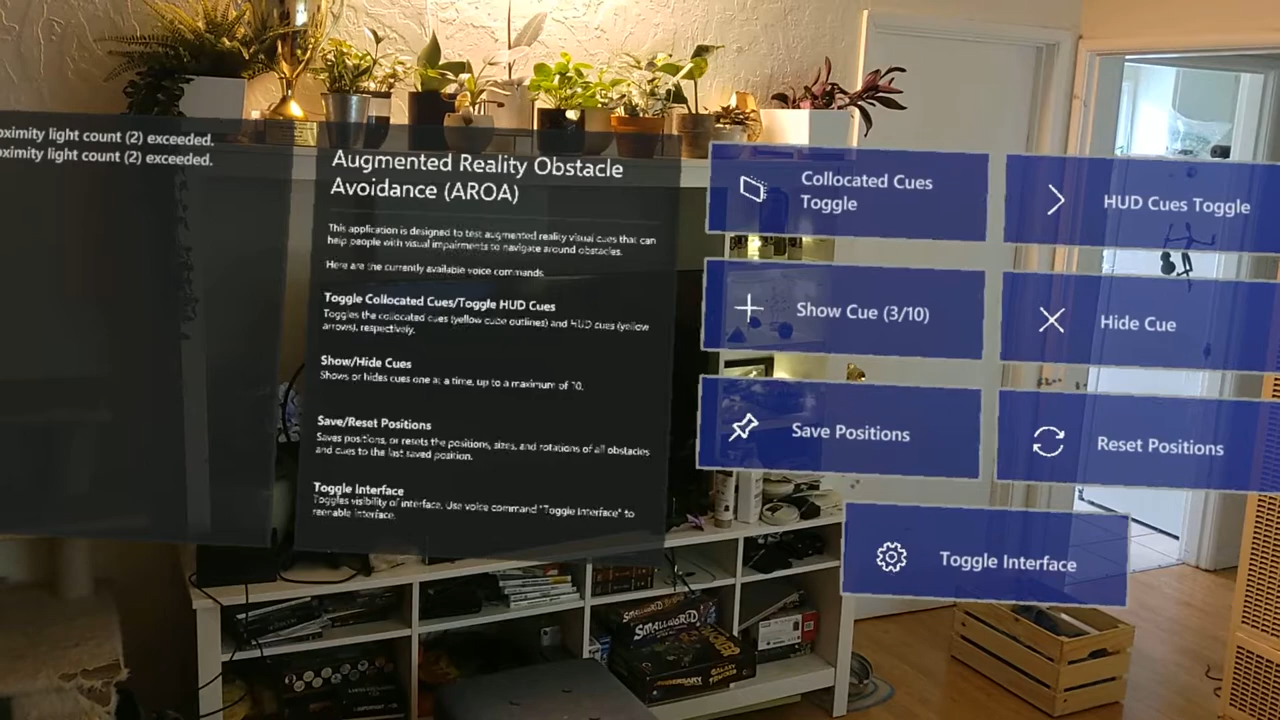 oximity light count (2) exceeded.
oximity light count (2) exceeded.
Augmented Reality Obstacle
Avoidance (AROA)
This application is designed to test augmented reality visual cues that can
help people with visual impairments to navigate around obstacles.
Here are the currently available voice commands.
Toggle Collocated Cues/Toggle HUD Cues
Toggles the collocated cues (yellow cube outlines) and HUD cues (yellow
arrows), respectively.
Show/Hide Cues
Shows or hides cues one at a time, up to a maximum of 10.
Save/Reset Positions
Saves positions, or resets the positions, sizes, and rotations of all obstacles
and cues to the last saved position.
Toggle Interface
Toggles visibility of interface. Use voice command "Toggle Interface" to
reenable interface.
Collocated Cues
Toggle
HUD Cues Toggle
Show Cue (3/10)
Hide Cue
Save Positions
Reset Positions
Toggle Interface
SMALLWORLD
SMALLWORLD
GALAXY
TRUCKER
ANNIVERSARY